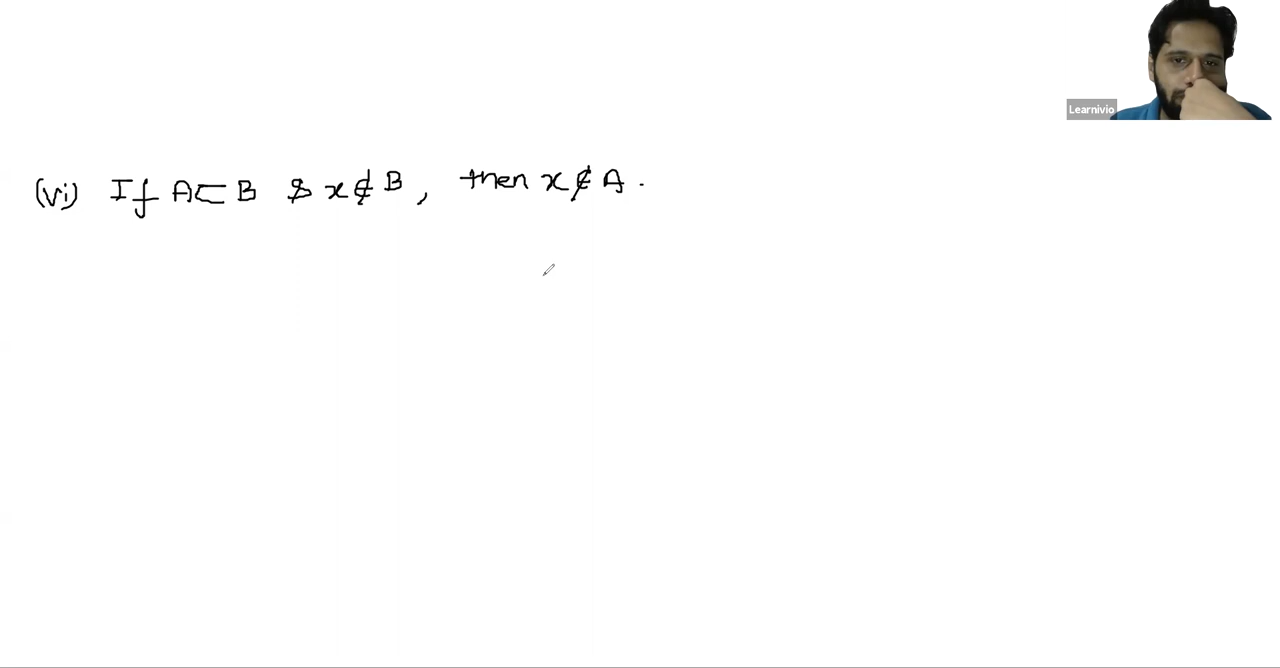 Learnivio
(vi) If A⊂B & x∉B, then x∉A.